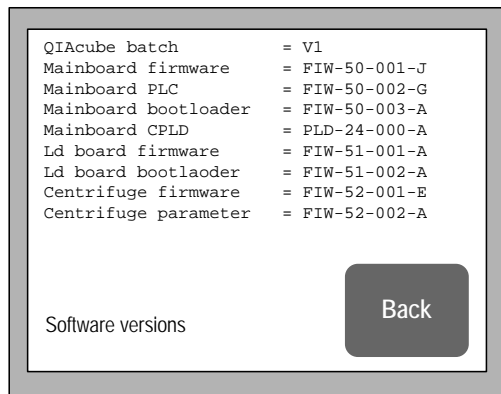 QIAcube batch = V1
Mainboard firmware = FIW-50-001-J
Mainboard PLC = FIW-50-002-G
Mainboard bootloader = FIW-50-003-A
Mainboard CPLD = PLD-24-000-A
Ld board firmware = FIW-51-001-A
Ld board bootlaoder = FIW-51-002-A
Centrifuge firmware = FIW-52-001-E
Centrifuge parameter = FIW-52-002-A
Back
Software versions